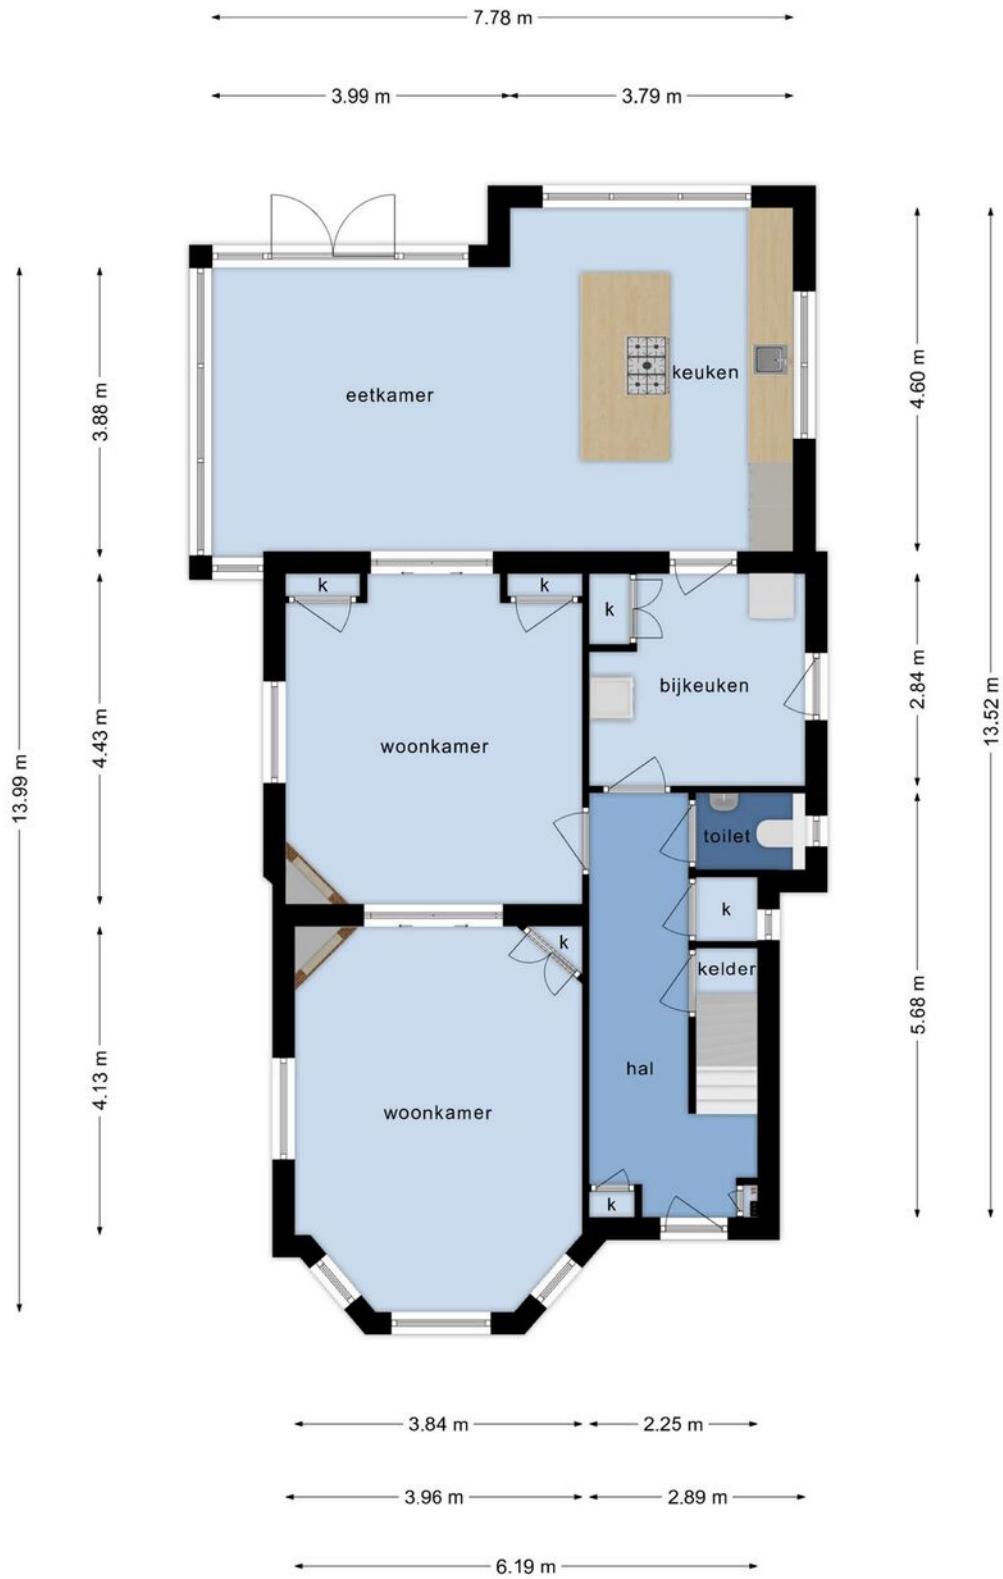 7.78 m
3.99 m
3.79 m
3.88 m
4.60 m
eetkamer
keuken
k
k
k
4.43 m
2.84 m
13.52 m
bijkeuken
woonkamer
13.99 m
toilet
k
k
kelder
5.68 m
hal
4.13 m
woonkamer
k
3.84 m
2.25 m
3.96 m
2.89 m
6.19 m